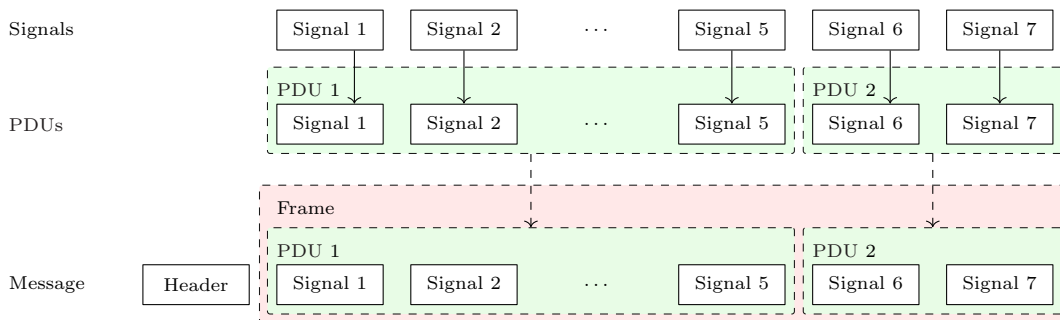 Signals Signal 1 Signal 2 ... Signal 5 Signal 6 Signal 7
PDU 1 PDU 2
PDUs Signal 1 Signal 2 ... Signal 5 Signal 6 Signal 7
Frame
PDU 1 PDU 2
Message Header Signal 1 Signal 2 ... Signal 5 Signal 6 Signal 7